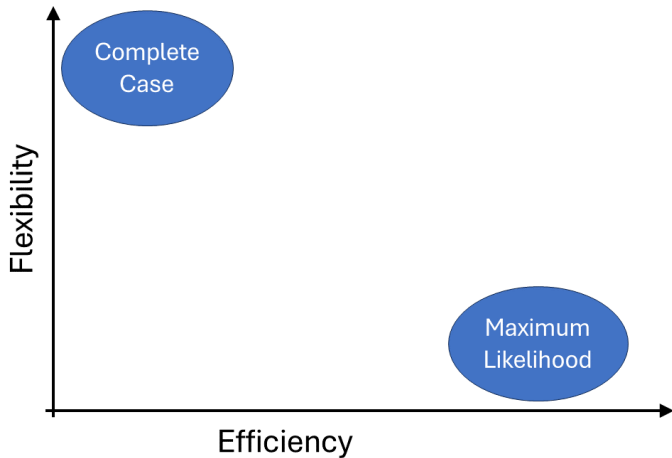 Complete
Case
Flexibility
Maximum
Likelihood
Efficiency